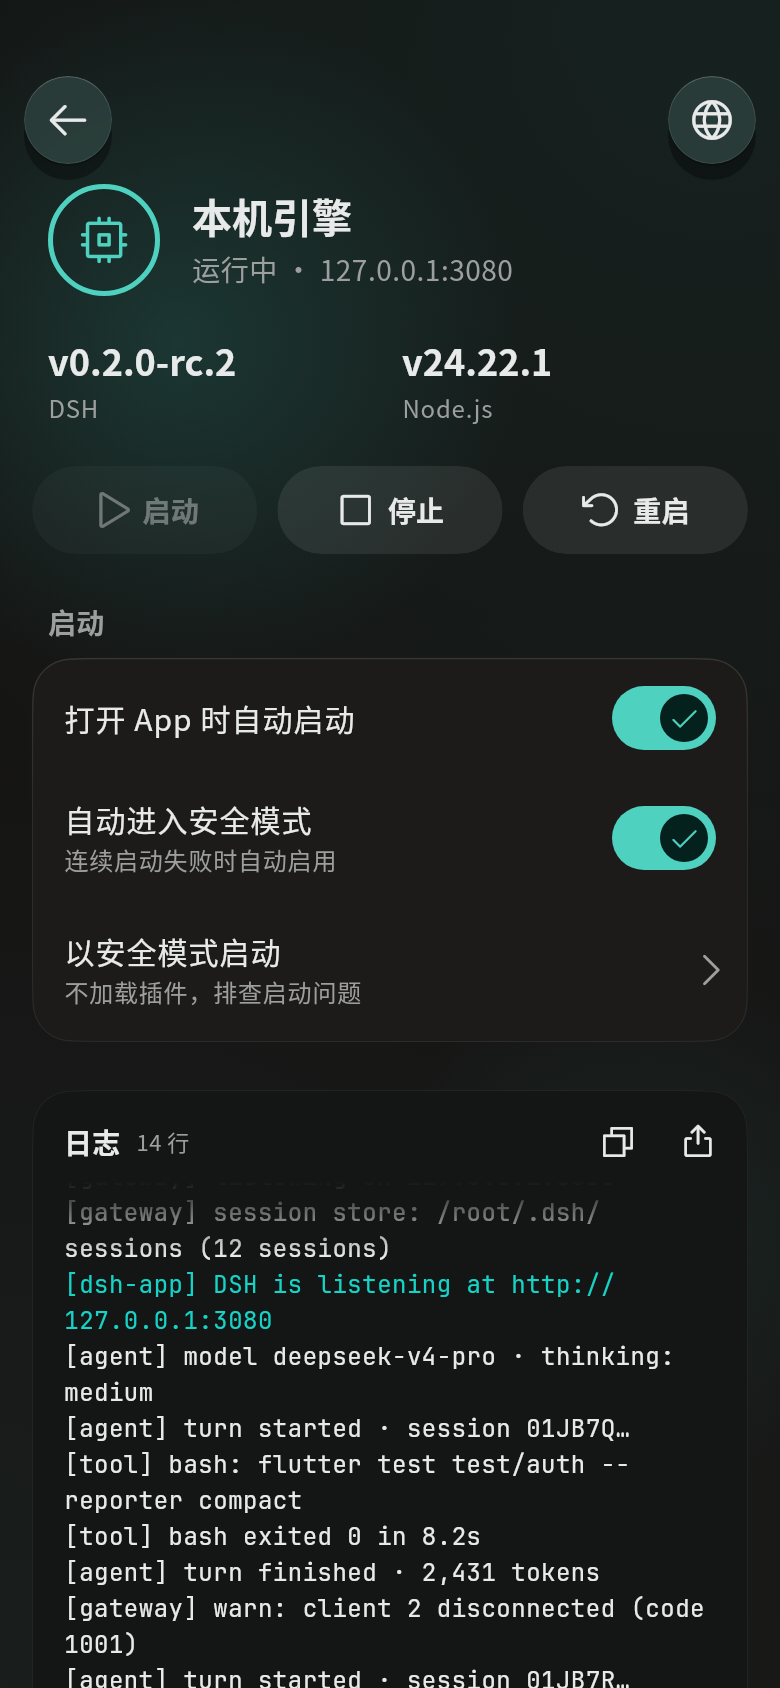 本机引擎
运行中 · 127.0.0.1:3080
v0.2.0-rc.2
DSH
v24.22.1
Node.js
启动
停止
重启
启动
打开 App 时自动启动
自动进入安全模式
连续启动失败时自动启用
以安全模式启动
不加载插件，排查启动问题
日志 14 行
[gateway] session store: /root/.dsh/
sessions (12 sessions)
[dsh-app] DSH is listening at http://
127.0.0.1:3080
[agent] model deepseek-v4-pro · thinking:
medium
[agent] turn started · session 01JB7Q…
[tool] bash: flutter test test/auth --
reporter compact
[tool] bash exited 0 in 8.2s
[agent] turn finished · 2,431 tokens
[gateway] warn: client 2 disconnected (code
1001)
[agent] turn started · session 01JB7R…